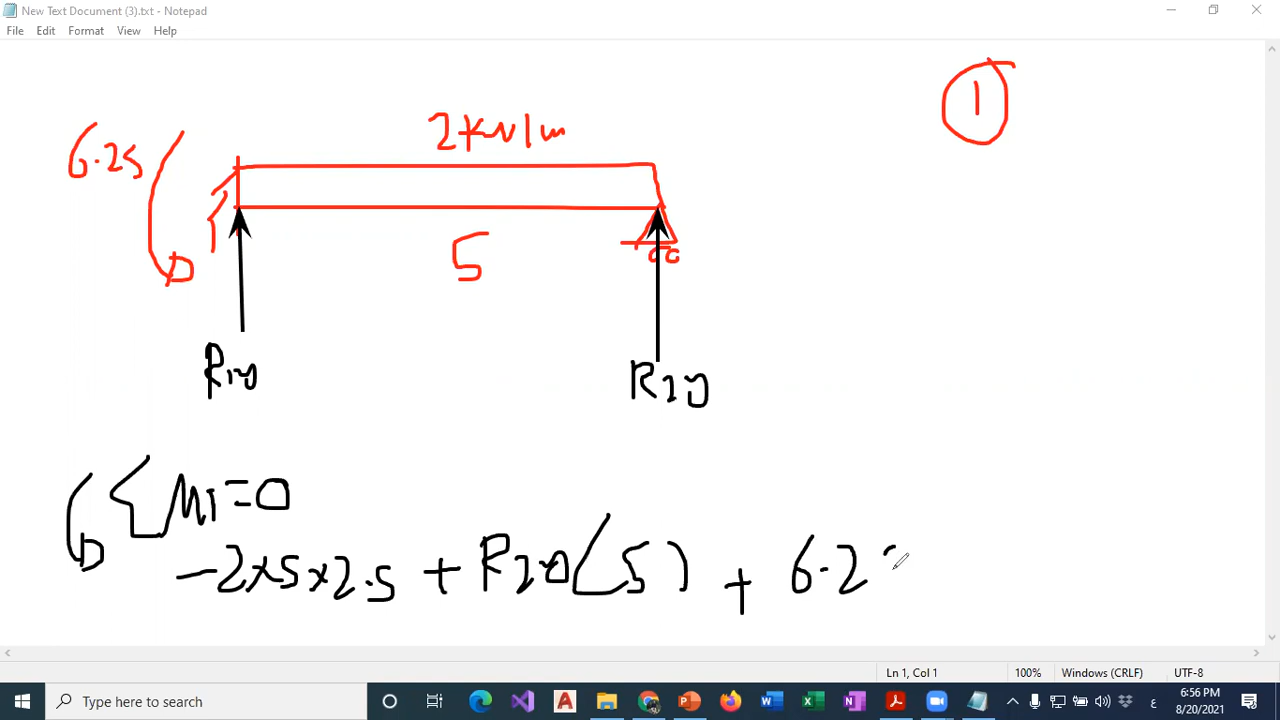 New Text Document (3).txt - Notepad
File Edit Format View Help
1
2KN/m
6.25
5
R1y
R2y
ΣM1=0
-2x5x2.5 + R2y(5) + 6.2
Ln 1, Col 1 100% Windows (CRLF) UTF-8
Type here to search
6:56 PM
8/20/2021
ع